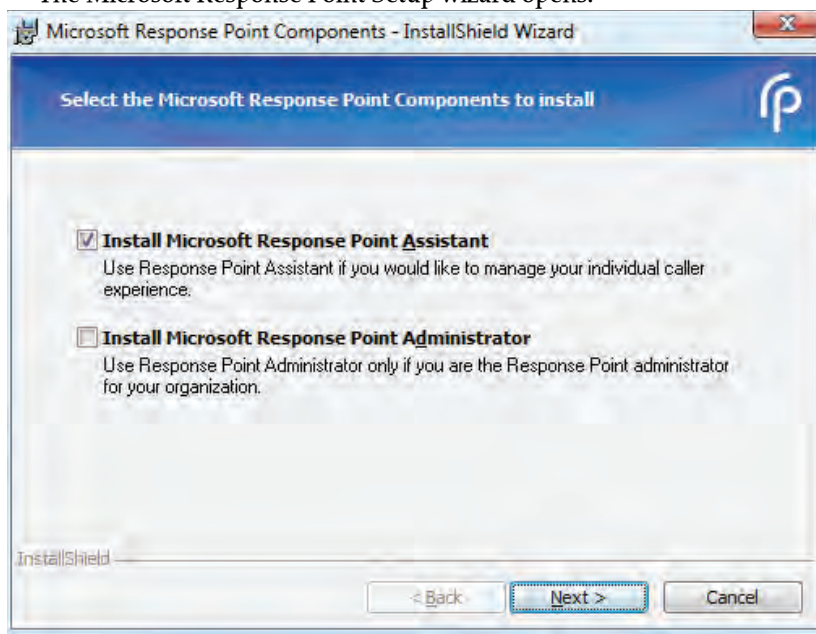 The Microsoft Response Point Setup wizard opens.
Microsoft Response Point Components - InstallShield Wizard
Select the Microsoft Response Point Components to install
rp
Install Microsoft Response Point Assistant
Use Response Point Assistant if you would like to manage your individual caller
experience.
Install Microsoft Response Point Administrator
Use Response Point Administrator only if you are the Response Point administrator
for your organization.
InstallShield
< Back Next > Cancel